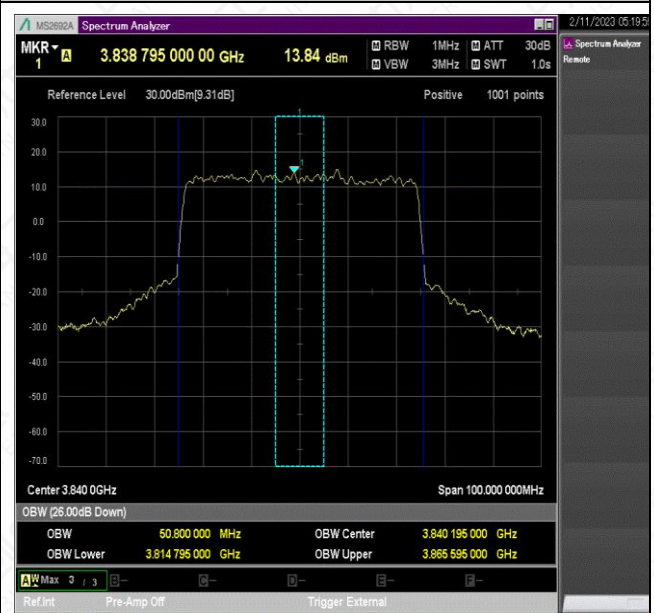 MS2692A Spectrum Analyzer
2/11/2023 05:19:5
MKR 1 A 3.838 795 000 00 GHz 13.84 dBm
M RBW 1MHz M ATT 30dB
M VBW 3MHz M SWT 1.0s
Spectrum Analyzer
Remote
Reference Level 30.00dBm[9.31dB] Positive 1001 points
1
30.0
20.0
1
10.0
0.0
-10.0
-20.0
-30.0
-40.0
-50.0
-60.0
-70.0
Center 3.840 0GHz Span 100.000 000MHz
OBW (26.00dB Down)
OBW 50.800 000 MHz OBW Center 3.840 195 000 GHz
OBW Lower 3.814 795 000 GHz OBW Upper 3.865 595 000 GHz
A W Max 3 / 3 B- C- D- E- F-
Ref.Int Pre-Amp Off Trigger External